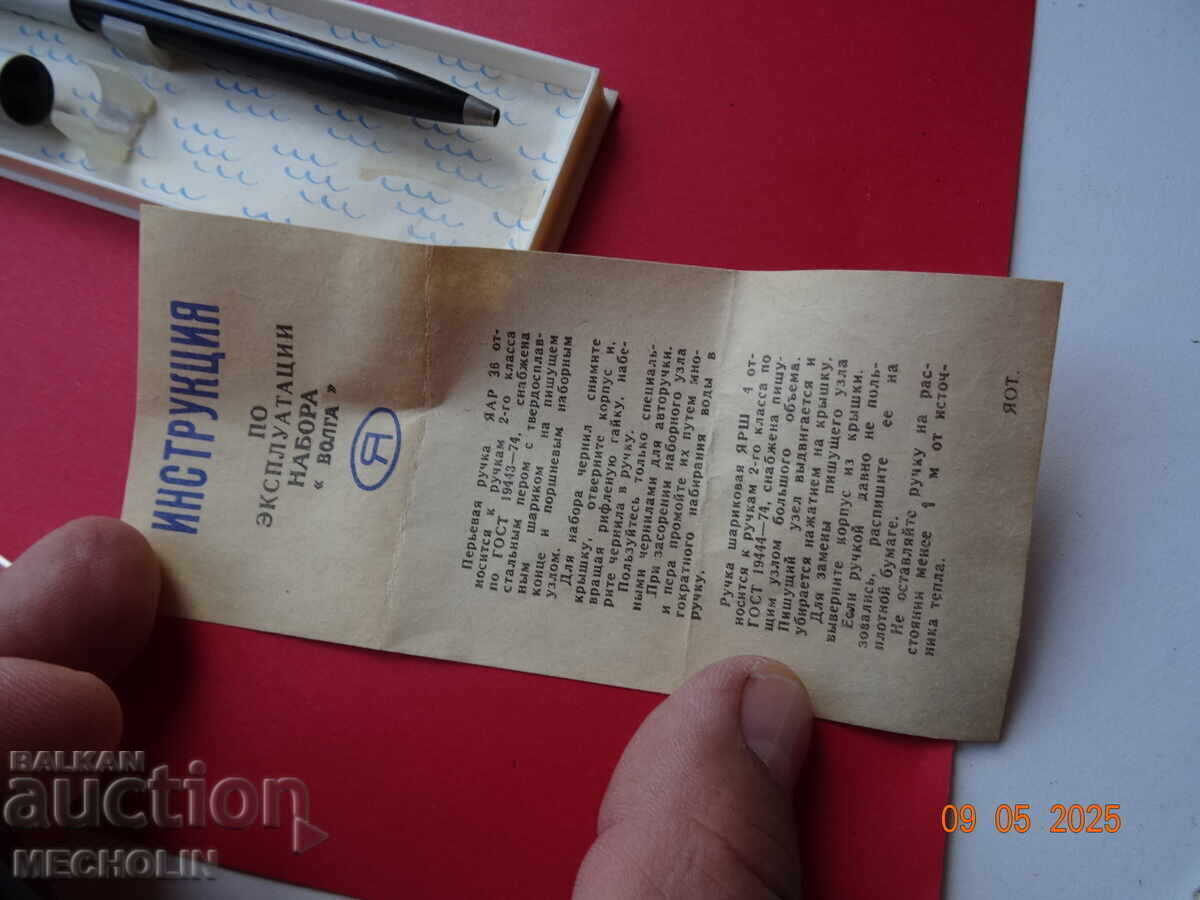 ИНСТРУКЦИЯ
ПО
ЭКСПЛУАТАЦИИ
НАБОРА
« ВОЛГА »
Я
Перьевая ручка ЯАР 36 от-
носится к ручкам 2-го класса
по ГОСТ 19443—74, снабжена
стальным пером с твердосплав-
ным шариком на пишущем
конце и поршневым наборным
узлом.
Для набора чернил снимите
крышку, отверните корпус и,
вращая рифленую гайку, набе-
рите чернила в ручку.
Пользуйтесь только специаль-
ными чернилами для авторучки.
При засорении наборного узла
и пера промойте их путем мно-
гократного набирания воды в
ручку.
Ручка шариковая ЯРШ 4 от-
носится к ручкам 2-го класса по
ГОСТ 19444—74, снабжена пишу-
щим узлом большого объема.
Пишущий узел выдвигается и
убирается нажатием на крышку.
Для замены пишущего узла
выверните корпус из крышки.
Если ручкой давно не поль-
зовались, распишите ее на
плотной бумаге.
Не оставляйте ручку на рас-
стоянии менее 1 м от источ-
ника тепла.
ЯОТ.
BALKAN
auction
MECHOLIN
09 05 2025